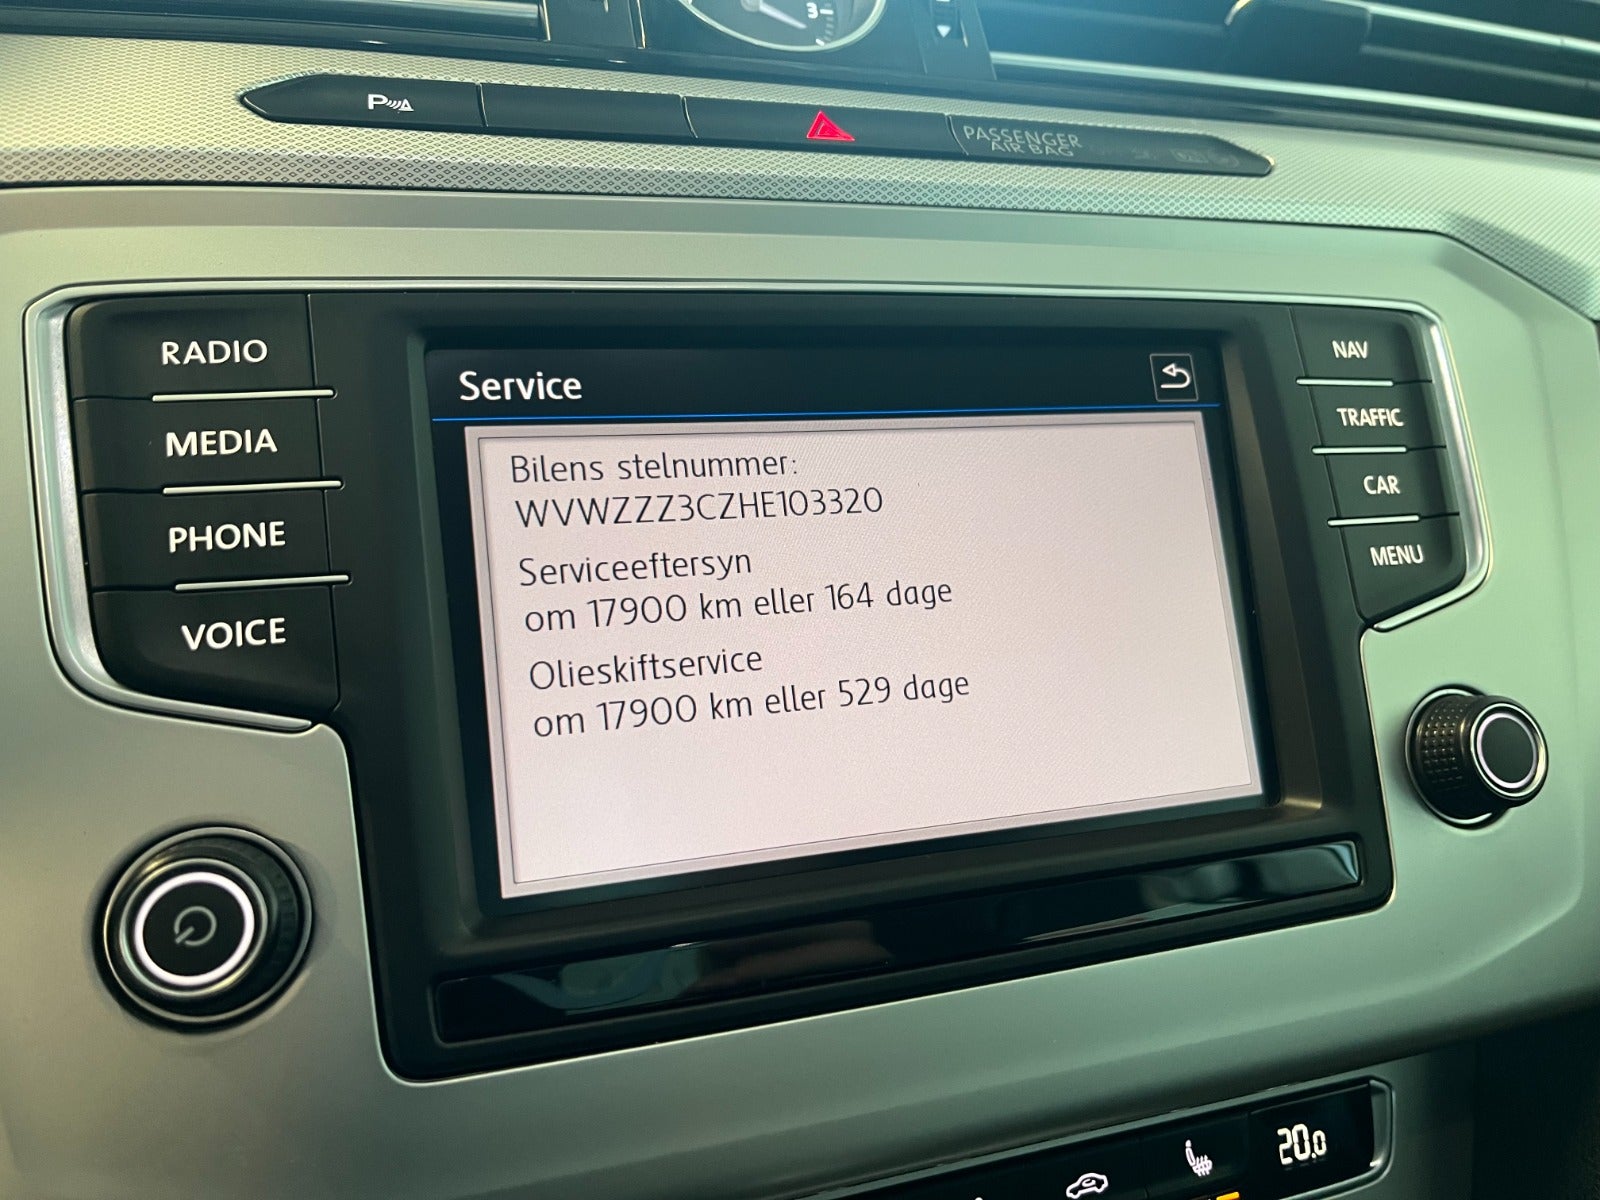 3
P
PASSENGER
AIR BAG
RADIO
MEDIA
PHONE
VOICE
Service
Bilens stelnummer:
WVWZZZ3CZHE103320
Serviceeftersyn
om 17900 km eller 164 dage
Olieskiftservice
om 17900 km eller 529 dage
NAV
TRAFFIC
CAR
MENU
20.0